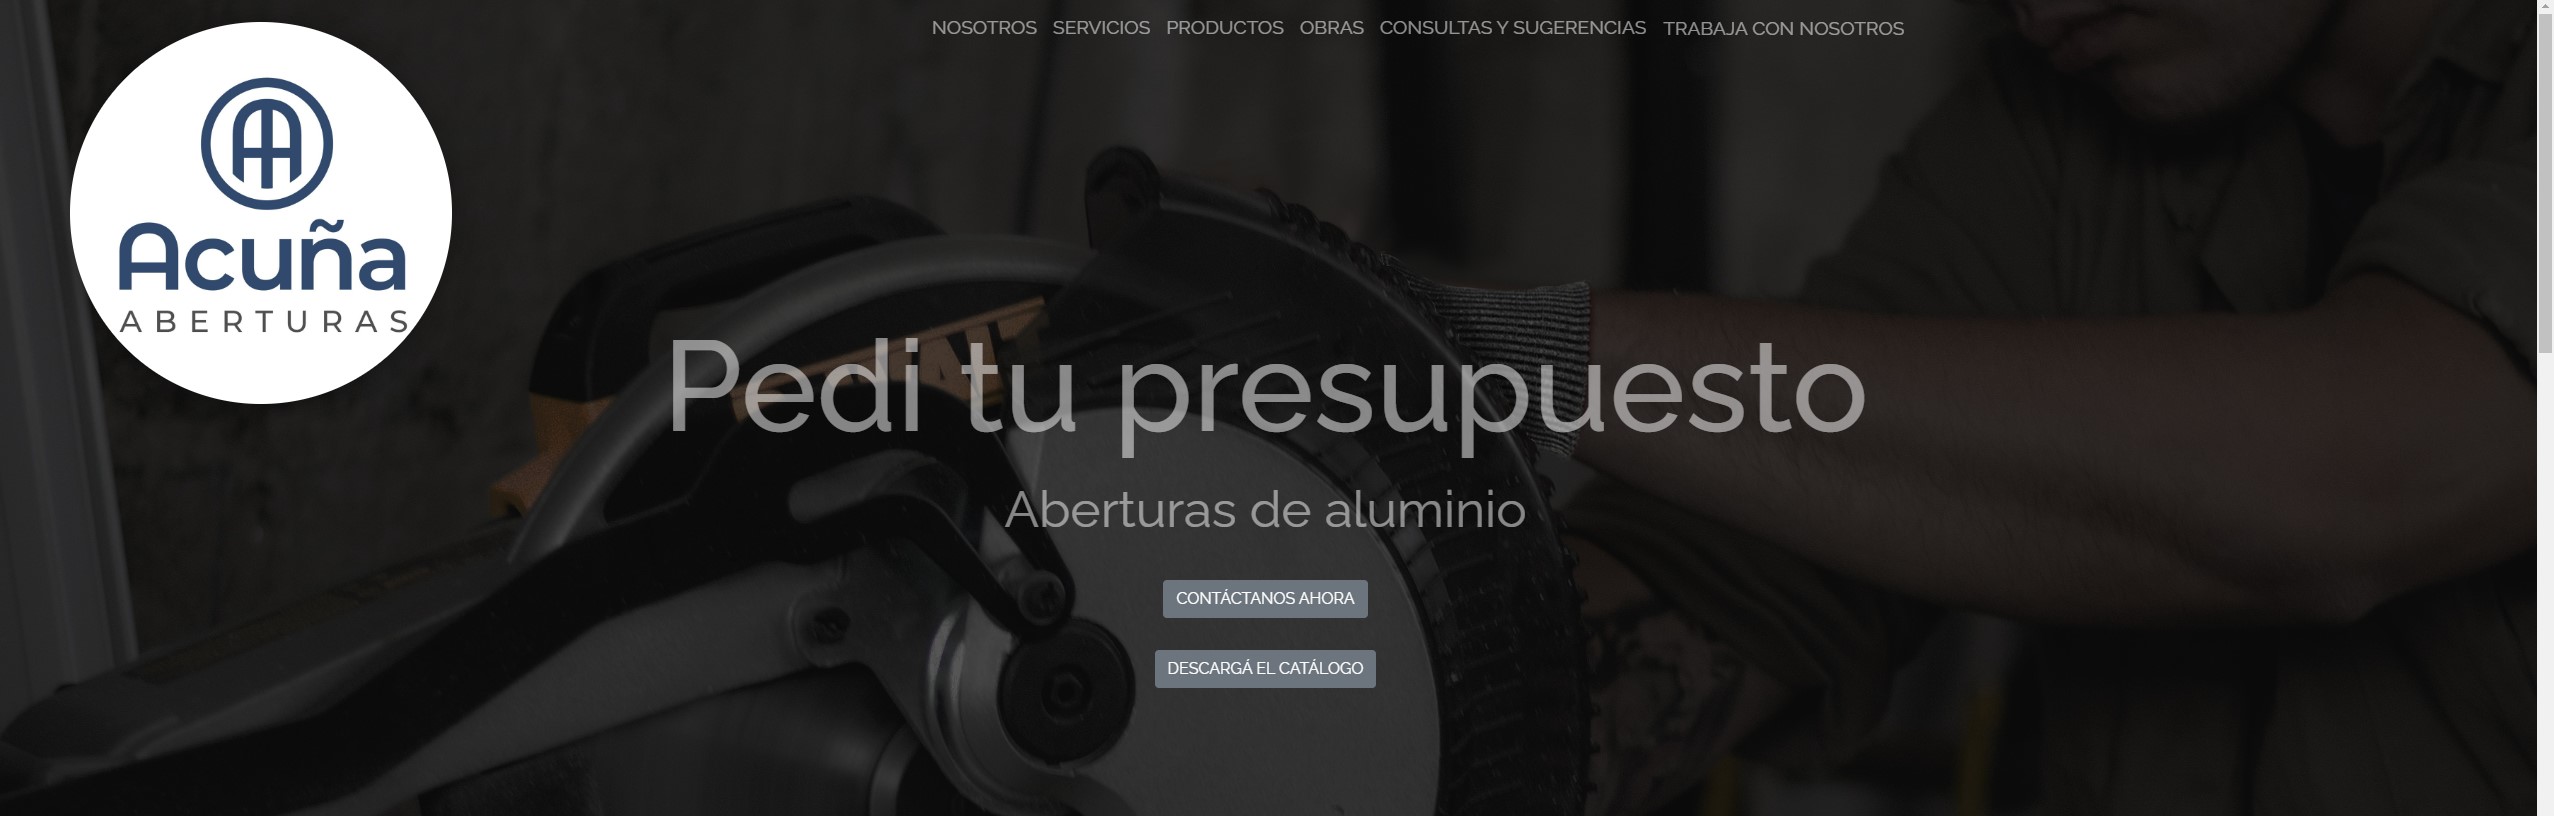 NOSOTROS SERVICIOS PRODUCTOS OBRAS CONSULTAS Y SUGERENCIAS TRABAJA CON NOSOTROS
Acuña
ABERTURAS
Pedi tu presupuesto
Aberturas de aluminio
CONTÁCTANOS AHORA
DESCARGÁ EL CATÁLOGO